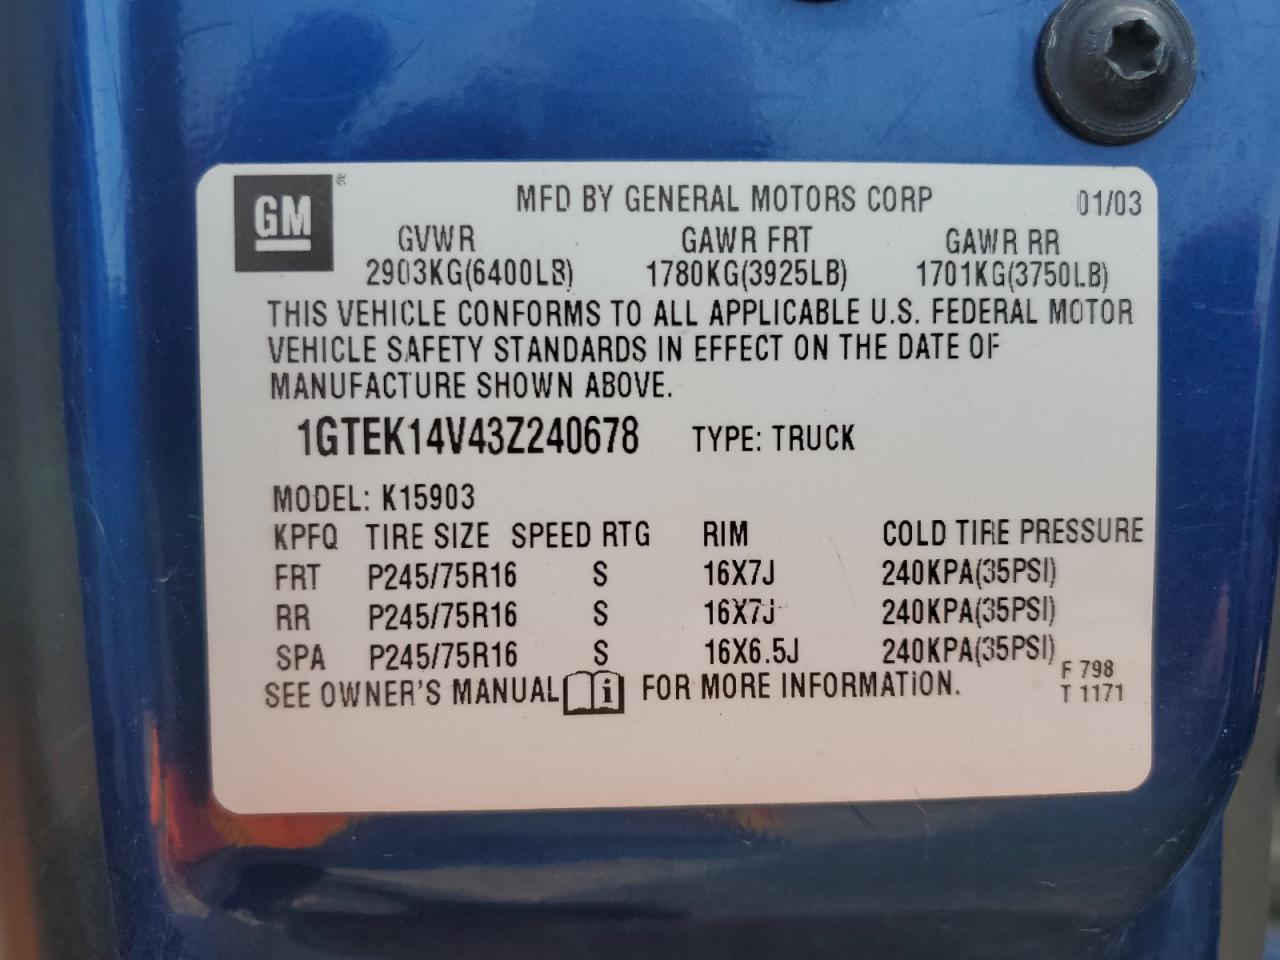 GM®
MFD BY GENERAL MOTORS CORP 01/03
GVWR GAWR FRT GAWR RR
2903KG(6400LB) 1780KG(3925LB) 1701KG(3750LB)
THIS VEHICLE CONFORMS TO ALL APPLICABLE U.S. FEDERAL MOTOR
VEHICLE SAFETY STANDARDS IN EFFECT ON THE DATE OF
MANUFACTURE SHOWN ABOVE.
1GTEK14V43Z240678 TYPE: TRUCK
MODEL: K15903
KPFQ TIRE SIZE SPEED RTG RIM COLD TIRE PRESSURE
FRT P245/75R16 S 16X7J 240KPA(35PSI)
RR P245/75R16 S 16X7J 240KPA(35PSI)
SPA P245/75R16 S 16X6.5J 240KPA(35PSI)
SEE OWNER'S MANUAL i FOR MORE INFORMATION.
F 798
T 1171